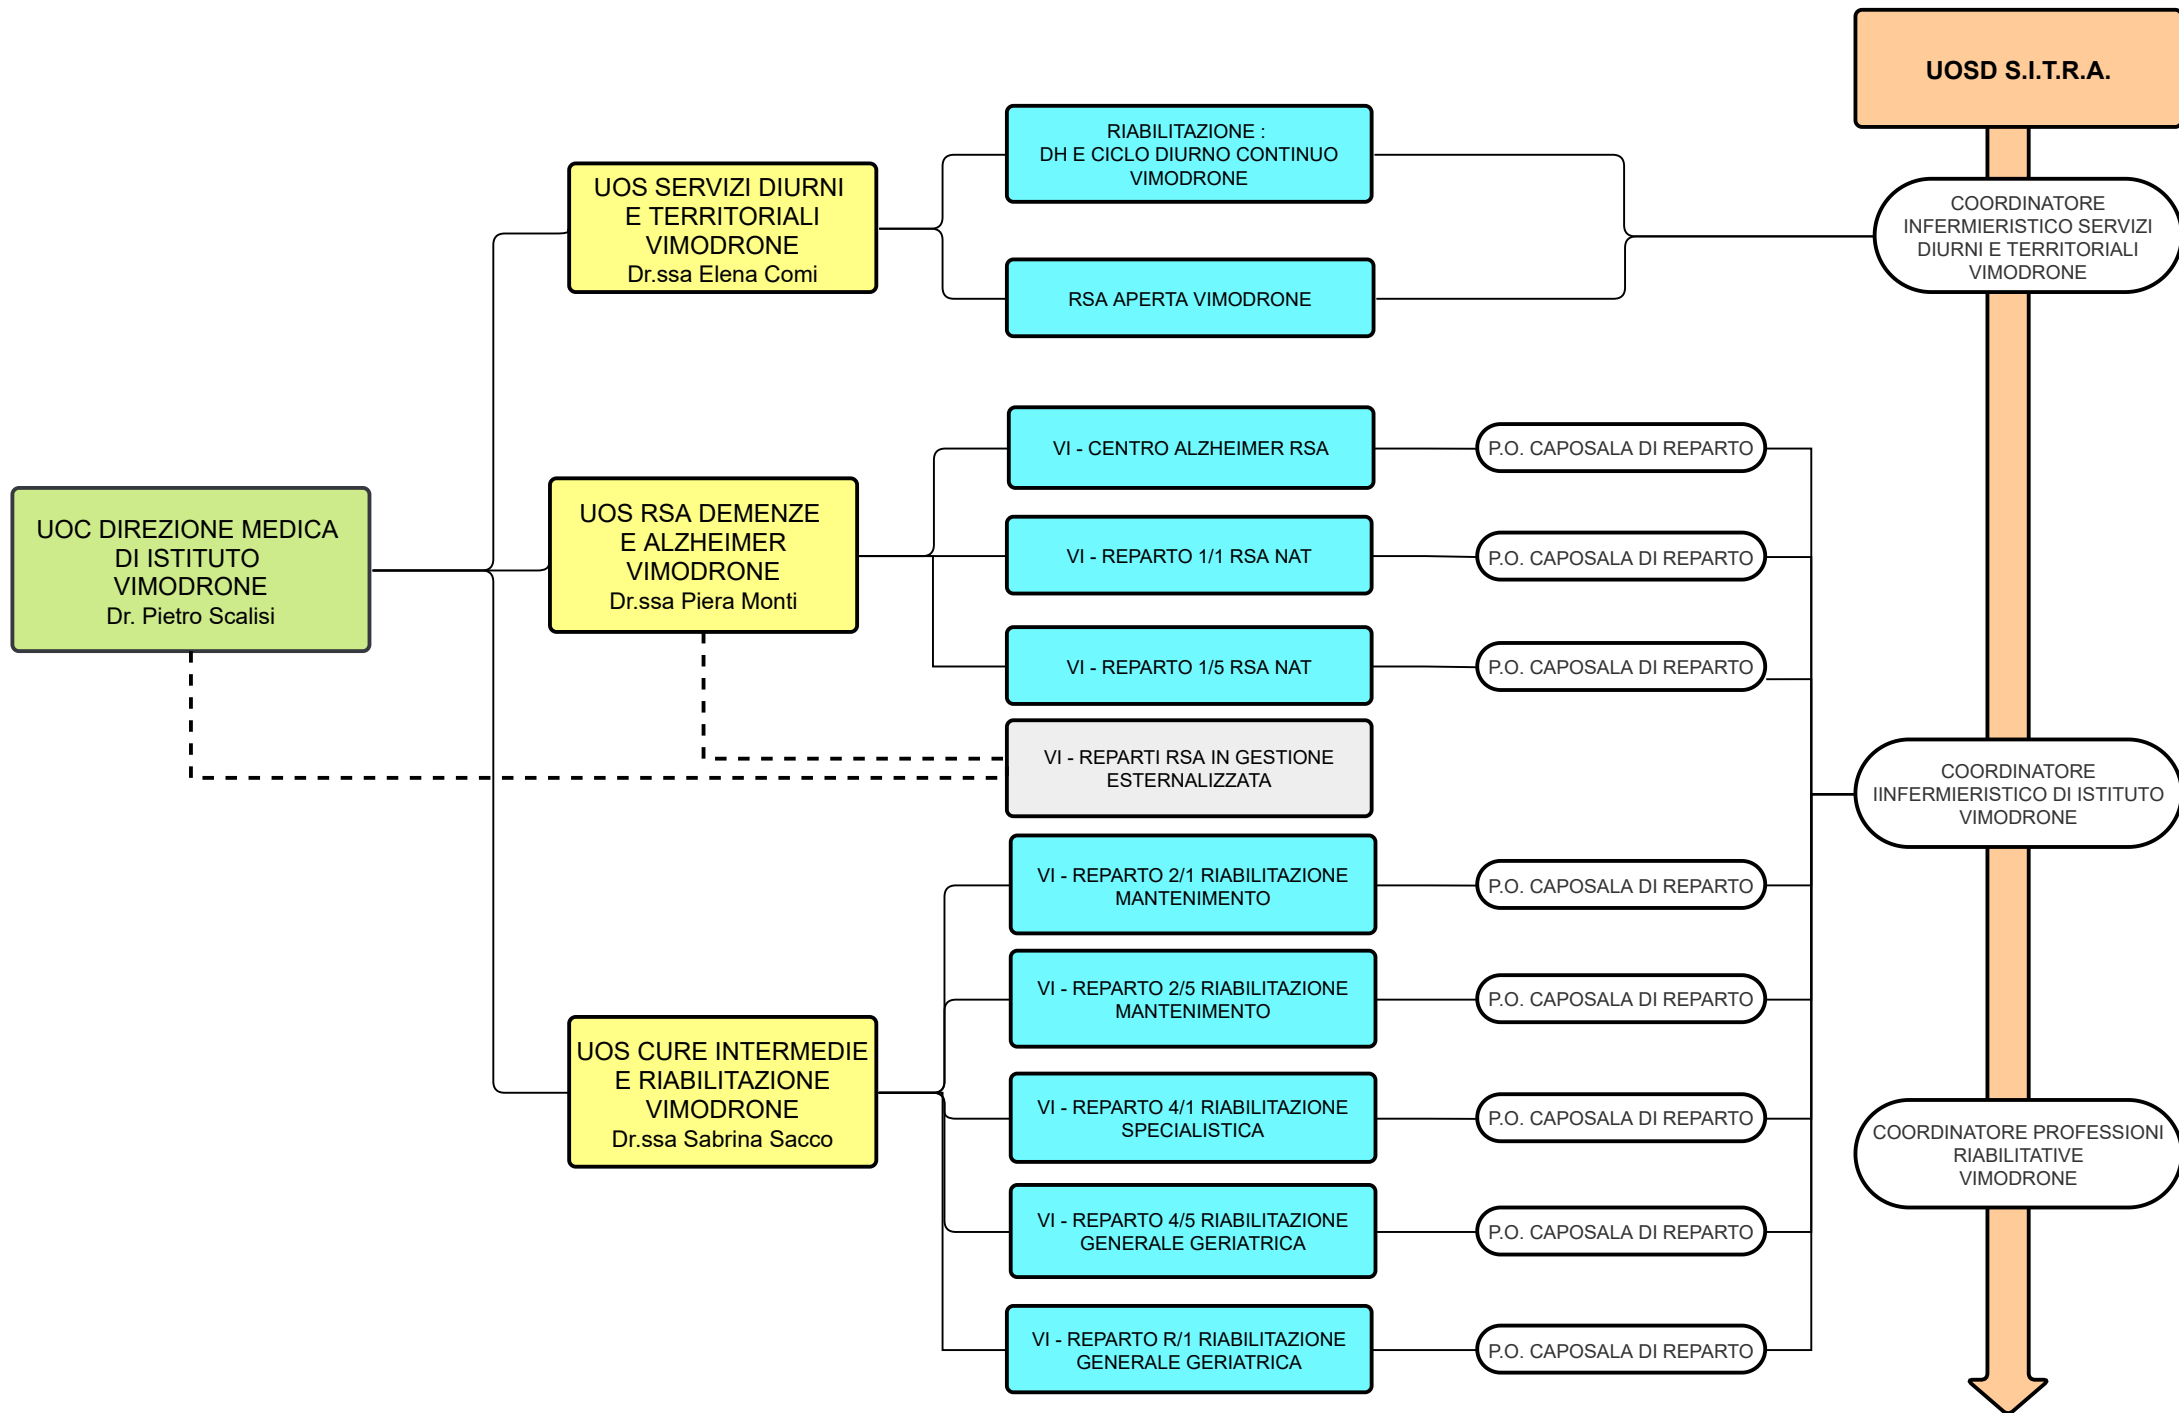 UOSD S.I.T.R.A.
RIABILITAZIONE :
DH E CICLO DIURNO CONTINUO
VIMODRONE
UOS SERVIZI DIURNI
E TERRITORIALI
VIMODRONE
Dr.ssa Elena Comi
COORDINATORE
INFERMIERISTICO SERVIZI
DIURNI E TERRITORIALI
VIMODRONE
RSA APERTA VIMODRONE
VI - CENTRO ALZHEIMER RSA
P.O. CAPOSALA DI REPARTO
UOC DIREZIONE MEDICA
DI ISTITUTO
VIMODRONE
Dr. Pietro Scalisi
UOS RSA DEMENZE
E ALZHEIMER
VIMODRONE
Dr.ssa Piera Monti
VI - REPARTO 1/1 RSA NAT
P.O. CAPOSALA DI REPARTO
VI - REPARTO 1/5 RSA NAT
P.O. CAPOSALA DI REPARTO
VI - REPARTI RSA IN GESTIONE
ESTERNALIZZATA
COORDINATORE
IINFERMIERISTICO DI ISTITUTO
VIMODRONE
VI - REPARTO 2/1 RIABILITAZIONE
MANTENIMENTO
P.O. CAPOSALA DI REPARTO
VI - REPARTO 2/5 RIABILITAZIONE
MANTENIMENTO
P.O. CAPOSALA DI REPARTO
UOS CURE INTERMEDIE
E RIABILITAZIONE
VIMODRONE
Dr.ssa Sabrina Sacco
VI - REPARTO 4/1 RIABILITAZIONE
SPECIALISTICA
P.O. CAPOSALA DI REPARTO
COORDINATORE PROFESSIONI
RIABILITATIVE
VIMODRONE
VI - REPARTO 4/5 RIABILITAZIONE
GENERALE GERIATRICA
P.O. CAPOSALA DI REPARTO
VI - REPARTO R/1 RIABILITAZIONE
GENERALE GERIATRICA
P.O. CAPOSALA DI REPARTO